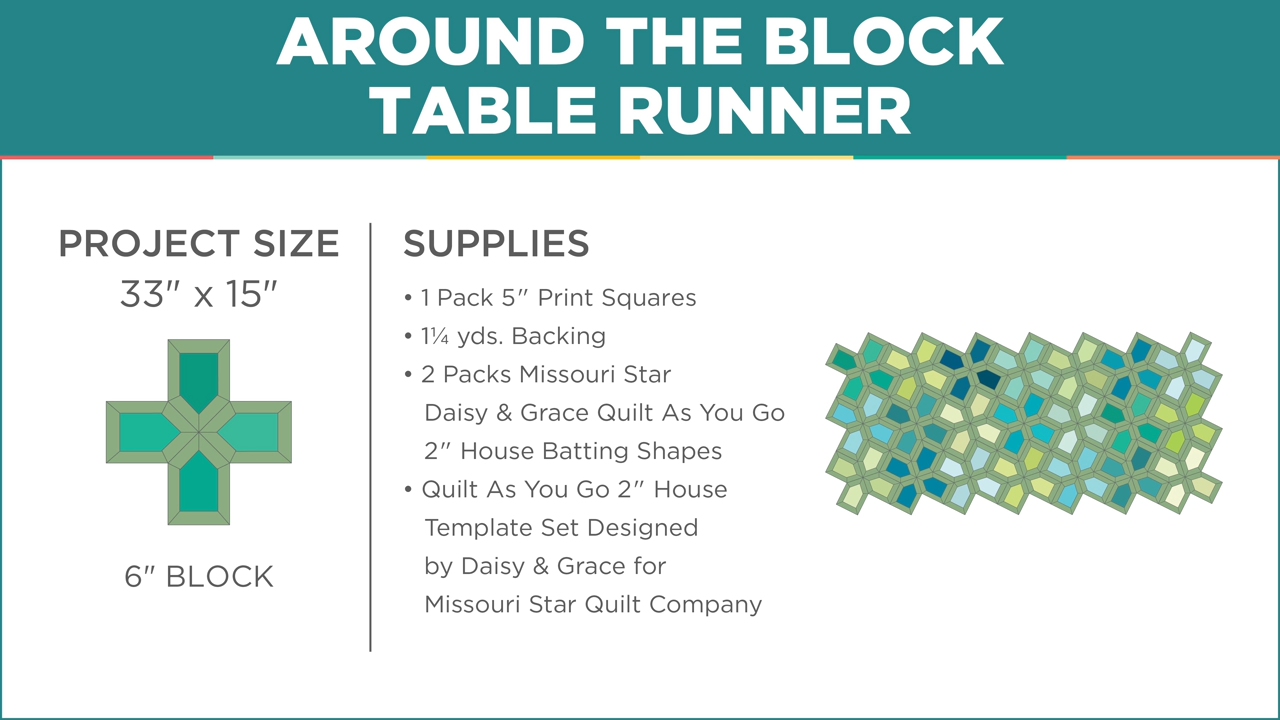 AROUND THE BLOCK
TABLE RUNNER
PROJECT SIZE
33" x 15"
6" BLOCK
SUPPLIES
• 1 Pack 5" Print Squares
• 1¼ yds. Backing
• 2 Packs Missouri Star
Daisy & Grace Quilt As You Go
2" House Batting Shapes
• Quilt As You Go 2" House
Template Set Designed
by Daisy & Grace for
Missouri Star Quilt Company